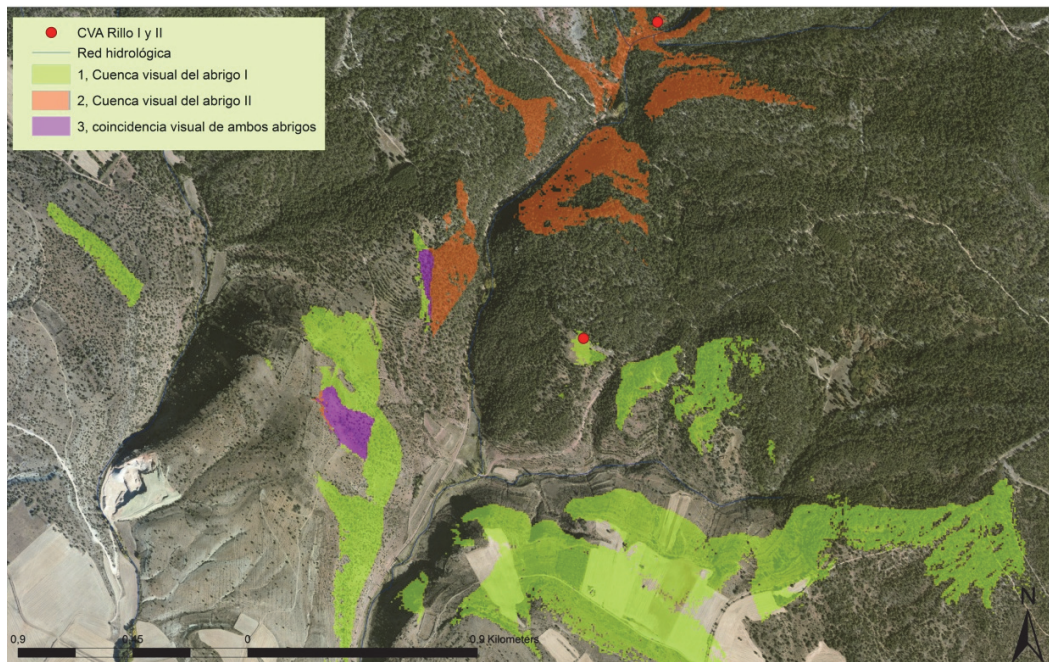 CVA Rillo I y II
Red hidrológica
1, Cuenca visual del abrigo I
2, Cuenca visual del abrigo II
3, coincidencia visual de ambos abrigos
N
0,9 0,45 0 0,9 Kilometers